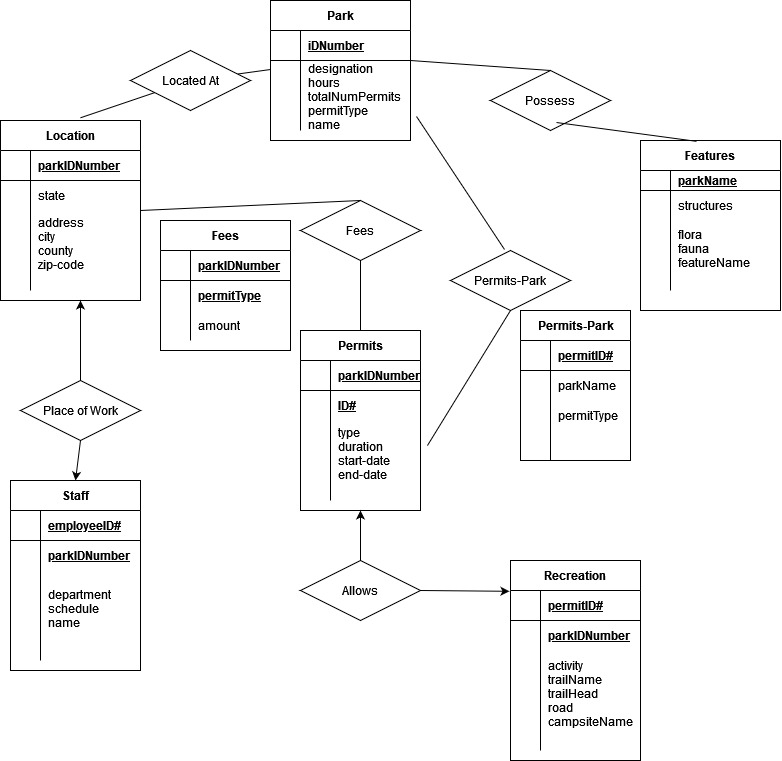 Park
iDNumber
designation
hours
totalNumPermits
permitType
name
Located At
Possess
Location
parkIDNumber
state
address
city
county
zip-code
Features
parkName
structures
flora
fauna
featureName
Fees
parkIDNumber
permitType
amount
Fees
Permits-Park
Permits
parkIDNumber
ID#
type
duration
start-date
end-date
Permits-Park
permitID#
parkName
permitType
Place of Work
Staff
employeeID#
parkIDNumber
department
schedule
name
Allows
Recreation
permitID#
parkIDNumber
activity
trailName
trailHead
road
campsiteName